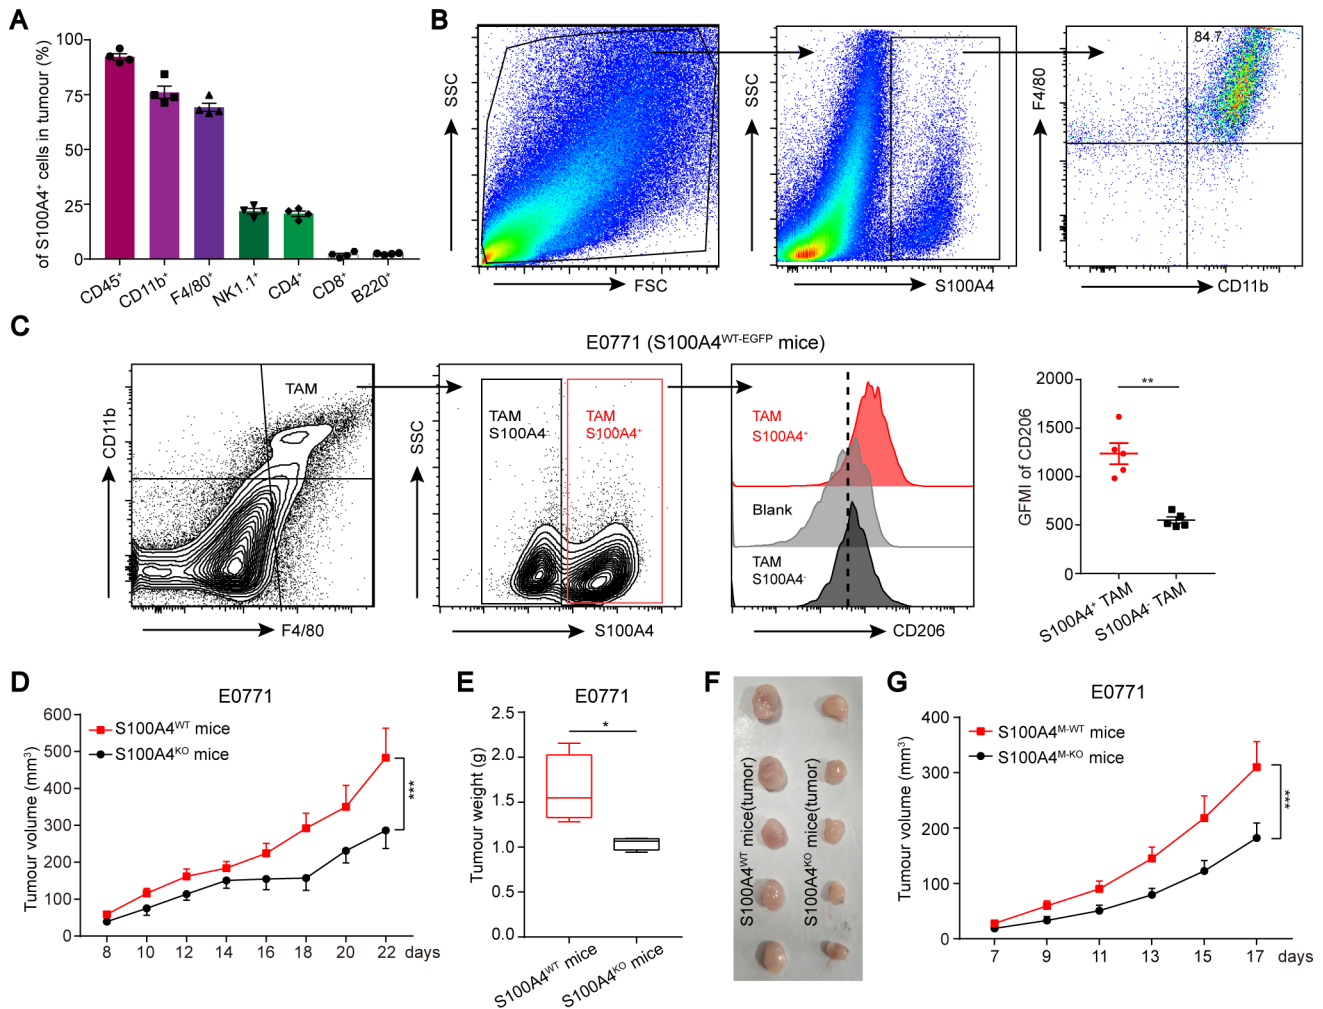 A
of S100A4⁺ cells in tumour (%)
100
75
50
25
0
CD45⁺
CD11b⁺
F4/80⁺
NK1.1⁺
CD4⁺
CD8⁺
B220⁺
B
SSC
FSC
SSC
S100A4
84.7
F4/80
CD11b
C
E0771 (S100A4ᵂᵀ⁻ᴱᴳᶠᴾ mice)
TAM
CD11b
F4/80
SSC
TAM
S100A4
TAM
S100A4⁺
S100A4
TAM
S100A4⁺
Blank
TAM
S100A4⁻
CD206
GFMI of CD206
2000
1500
1000
500
0
**
S100A4⁺ TAM
S100A4⁻ TAM
D
E0771
Tumour volume (mm³)
600
500
400
300
200
100
0
S100A4ᵂᵀ mice
S100A4ᴷᴼ mice
***
8 10 12 14 16 18 20 22 days
E
E0771
Tumour weight (g)
2.5
2.0
1.5
1.0
0.5
0.0
*
S100A4ᵂᵀ mice
S100A4ᴷᴼ mice
F
S100A4ᵂᵀ mice(tumor)
S100A4ᴷᴼ mice(tumor)
G
E0771
Tumour volume (mm³)
400
300
200
100
0
S100A4ᴹ⁻ᵂᵀ mice
S100A4ᴹ⁻ᴷᴼ mice
***
7 9 11 13 15 17 days